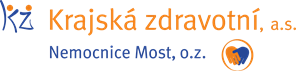 Krajská zdravotní, a.s.
Nemocnice Most, o.z.